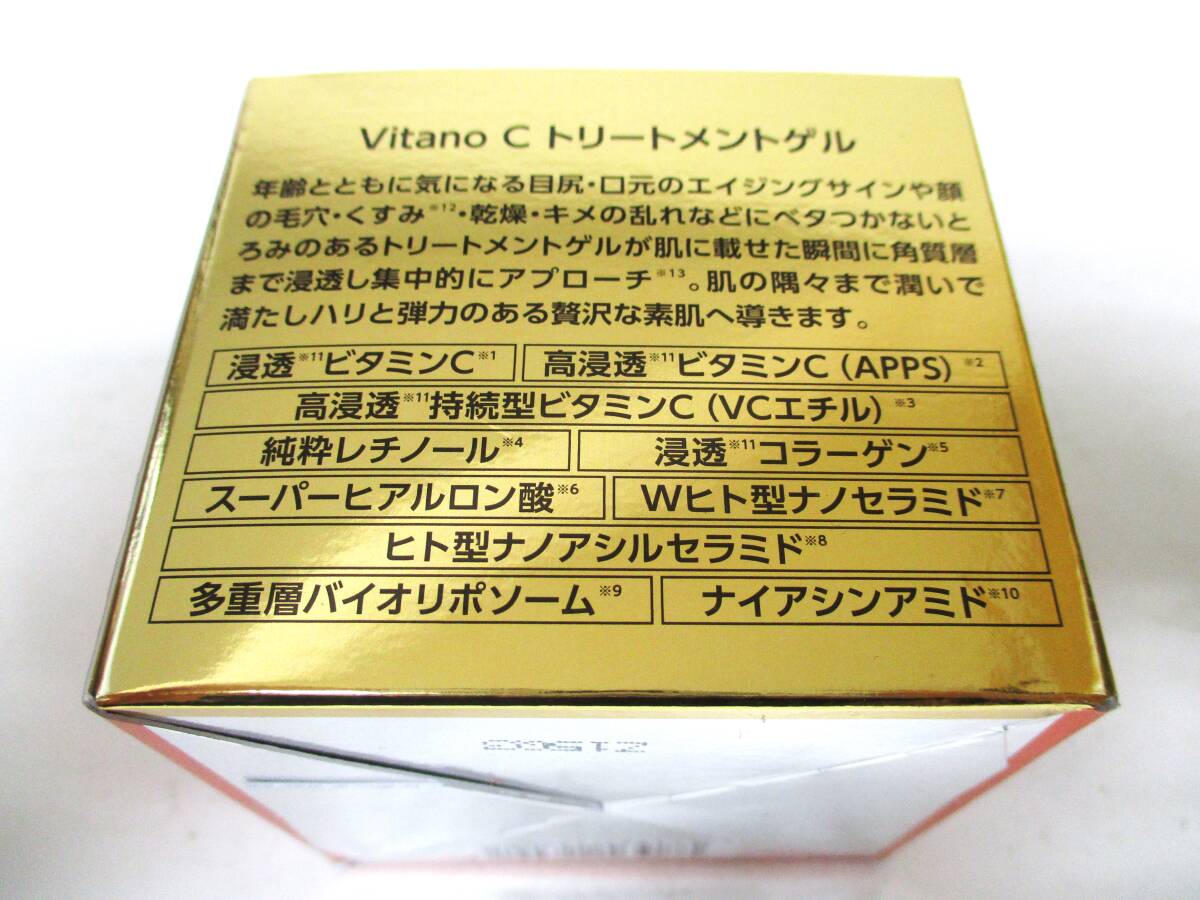 Vitano C トリートメントゲル
年齢とともに気になる目尻・口元のエイジングサインや顔
の毛穴・くすみ※12・乾燥・キメの乱れなどにベタつかないと
ろみのあるトリートメントゲルが肌に載せた瞬間に角質層
まで浸透し集中的にアプローチ※13。肌の隅々まで潤いで
満たしハリと弾力のある贅沢な素肌へ導きます。
浸透※11ビタミンC※1 高浸透※11ビタミンC (APPS)※2
高浸透※11持続型ビタミンC (VCエチル)※3
純粋レチノール※4 浸透※11コラーゲン※5
スーパーヒアルロン酸※6 Wヒト型ナノセラミド※7
ヒト型ナノアシルセラミド※8
多重層バイオリポソーム※9 ナイアシンアミド※10